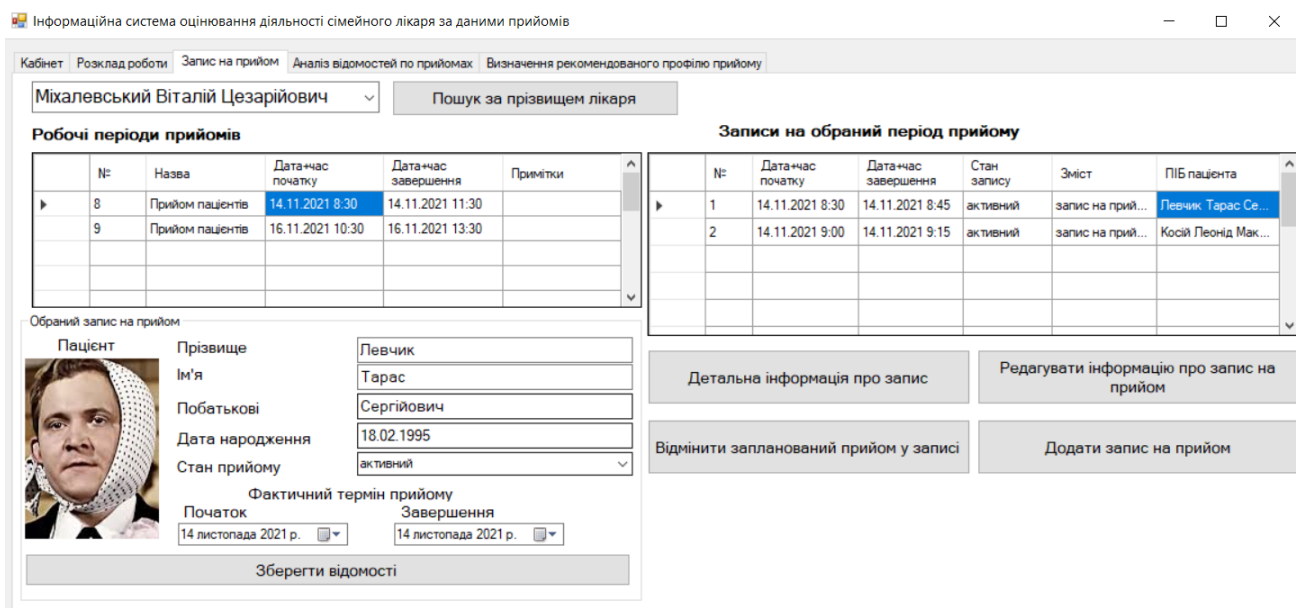 Інформаційна система оцінювання діяльності сімейного лікаря за даними прийомів
Кабінет Розклад роботи Запис на прийом Аналіз відомостей по прийомах Визначення рекомендованого профілю прийому
Міхалевський Віталій Цезарійович Пошук за прізвищем лікаря
Робочі періоди прийомів
№ Назва Дата+час початку Дата+час завершення Примітки
8 Прийом пацієнтів 14.11.2021 8:30 14.11.2021 11:30
9 Прийом пацієнтів 16.11.2021 10:30 16.11.2021 13:30
Записи на обраний період прийому
№ Дата+час початку Дата+час завершення Стан запису Зміст ПІБ пацієнта
1 14.11.2021 8:30 14.11.2021 8:45 активний запис на прий... Левчик Тарас Се...
2 14.11.2021 9:00 14.11.2021 9:15 активний запис на прий... Косій Леонід Мак...
Обраний запис на прийом
Пацієнт
Прізвище Левчик
Ім'я Тарас
Побатькові Сергійович
Дата народження 18.02.1995
Стан прийому активний
Фактичний термін прийому
Початок Завершення
14 листопада 2021 р. 14 листопада 2021 р.
Зберегти відомості
Детальна інформація про запис
Редагувати інформацію про запис на
прийом
Відмінити запланований прийом у записі
Додати запис на прийом